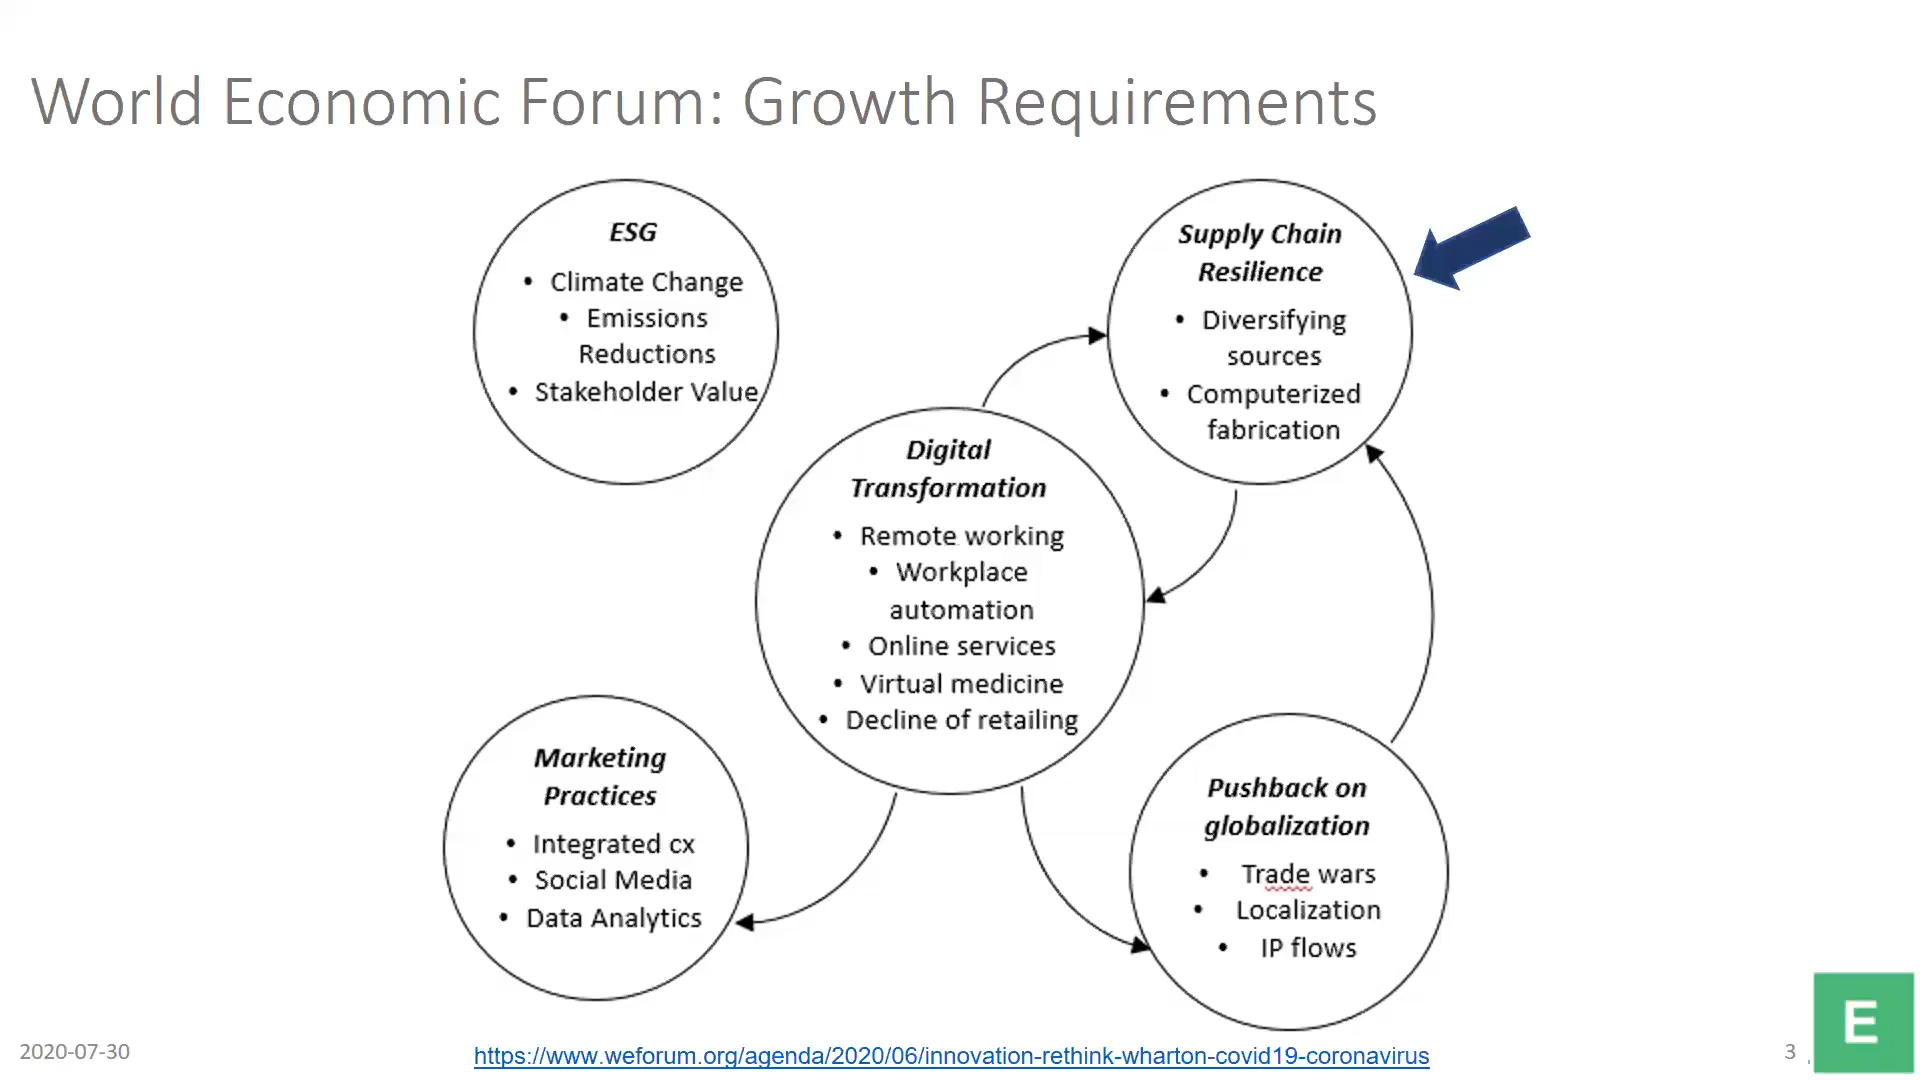 World Economic Forum: Growth Requirements
ESG
• Climate Change
• Emissions
Reductions
• Stakeholder Value
Supply Chain
Resilience
• Diversifying
sources
• Computerized
fabrication
Digital
Transformation
• Remote working
• Workplace
automation
• Online services
• Virtual medicine
• Decline of retailing
Marketing
Practices
• Integrated cx
• Social Media
• Data Analytics
Pushback on
globalization
• Trade wars
• Localization
• IP flows
2020-07-30
https://www.weforum.org/agenda/2020/06/innovation-rethink-wharton-covid19-coronavirus
3
E